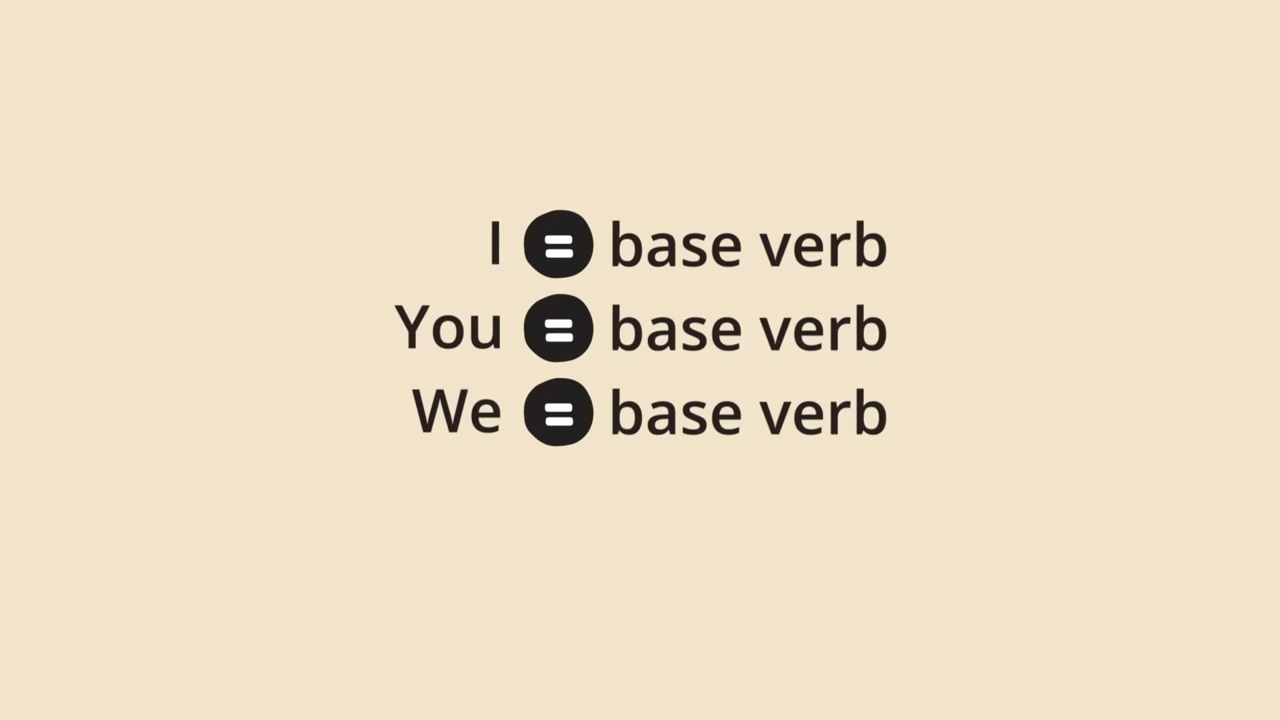 I = base verb
You = base verb
We = base verb